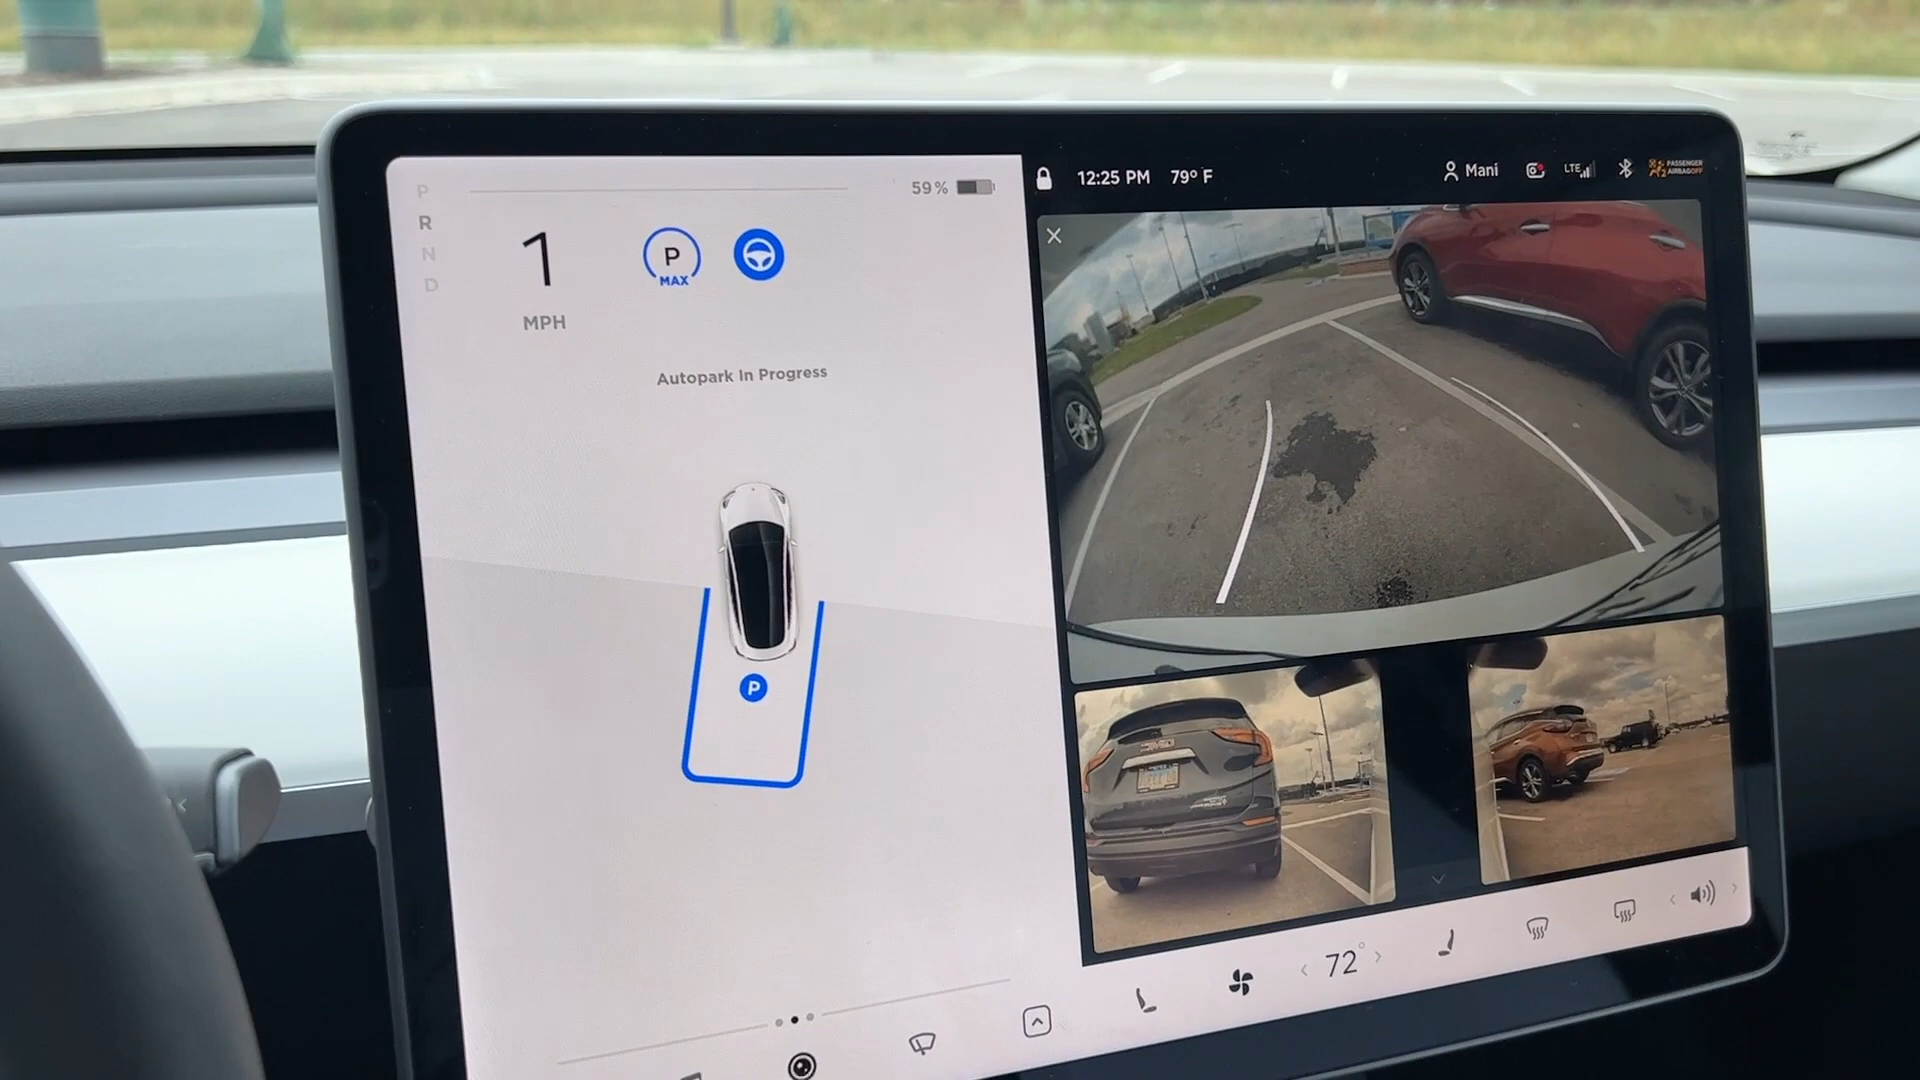 P
R
N
D
59%
1
MPH
P
MAX
Autopark In Progress
P
12:25 PM 79° F
Mani
LTE
PASSENGER
AIRBAG OFF
72°